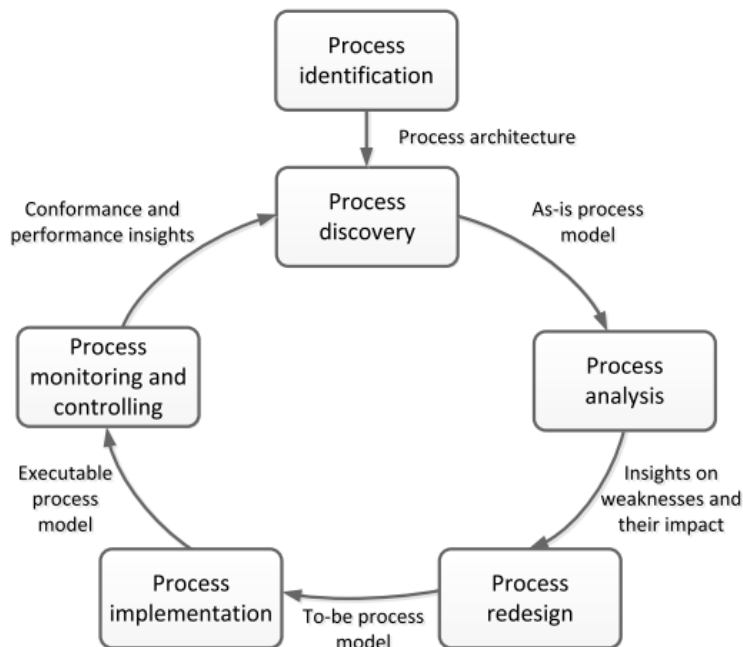 Process
identification
Process architecture
Process
discovery
As-is process
model
Process
analysis
Insights on
weaknesses and
their impact
Process
redesign
To-be process
model
Process
implementation
Executable
process
model
Process
monitoring and
controlling
Conformance and
performance insights